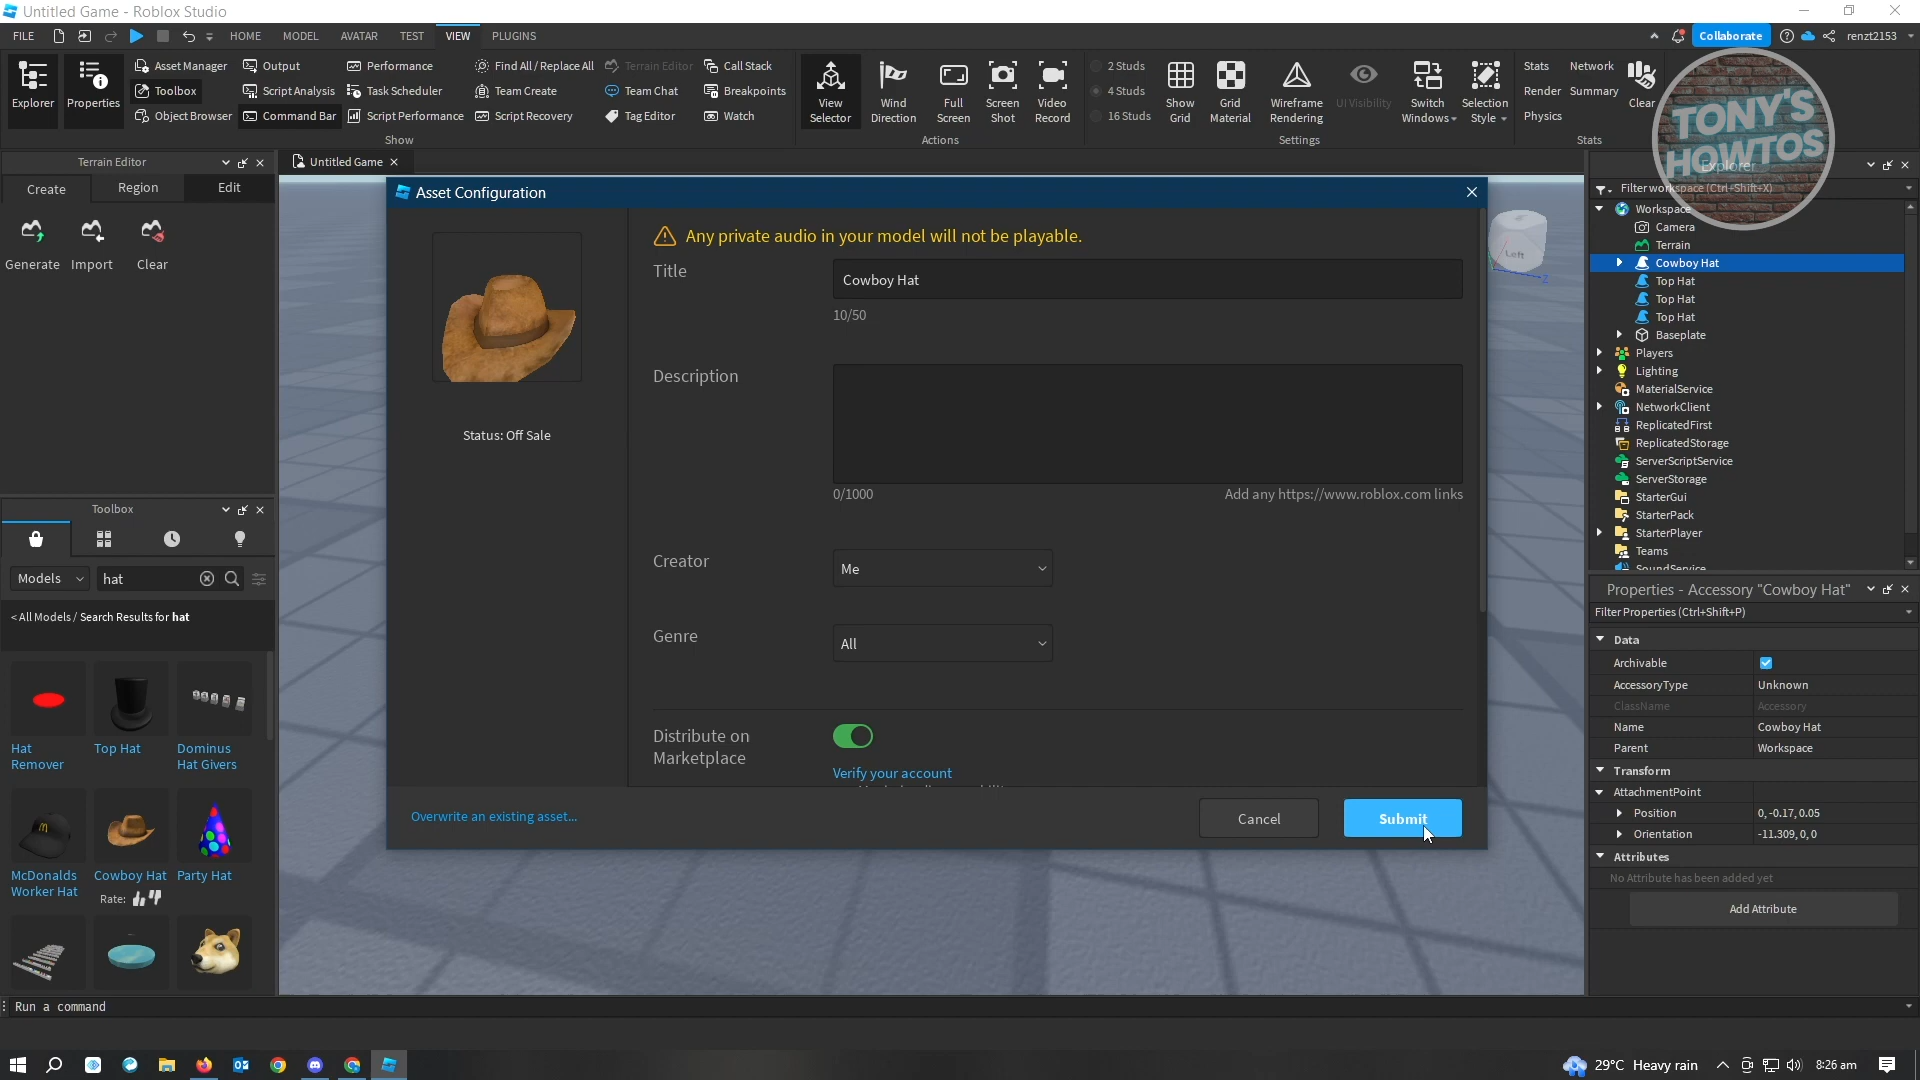 Untitled Game - Roblox Studio
FILE HOME MODEL AVATAR TEST VIEW PLUGINS Collaborate renzt2153
Explorer Properties Asset Manager Toolbox Object Browser
Output Script Analysis Command Bar
Performance Task Scheduler Script Performance
Find All / Replace All Team Create Script Recovery
Terrain Editor Team Chat Tag Editor
Call Stack Breakpoints Watch
Show
View Selector Wind Direction Full Screen Screen Shot Video Record
Actions
2 Studs 4 Studs 16 Studs
Show Grid Grid Material Wireframe Rendering UI Visibility Switch Windows Selection Style
Settings
Stats Network
Render Summary Clear
Physics
Stats
TONY'S
HOWTOS
Terrain Editor
Create Region Edit
Generate Import Clear
Untitled Game
Asset Configuration
Any private audio in your model will not be playable.
Title
Cowboy Hat
10/50
Description
0/1000 Add any https://www.roblox.com links
Status: Off Sale
Creator Me
Genre All
Distribute on
Marketplace
Verify your account
Overwrite an existing asset...
Cancel Submit
Left
Z
Toolbox
Models hat
< All Models / Search Results for hat
Hat Remover
Top Hat
Dominus Hat Givers
McDonalds Worker Hat
Cowboy Hat
Rate:
Party Hat
Explorer
Filter workspace (Ctrl+Shift+X)
Workspace
Camera
Terrain
Cowboy Hat
Top Hat
Top Hat
Top Hat
Baseplate
Players
Lighting
MaterialService
NetworkClient
ReplicatedFirst
ReplicatedStorage
ServerScriptService
ServerStorage
StarterGui
StarterPack
StarterPlayer
Teams
SoundService
Properties - Accessory "Cowboy Hat"
Filter Properties (Ctrl+Shift+P)
Data
Archivable
AccessoryType Unknown
ClassName Accessory
Name Cowboy Hat
Parent Workspace
Transform
AttachmentPoint
Position 0, -0.17, 0.05
Orientation -11.309, 0, 0
Attributes
No Attribute has been added yet
Add Attribute
Run a command
29°C Heavy rain 8:26 am